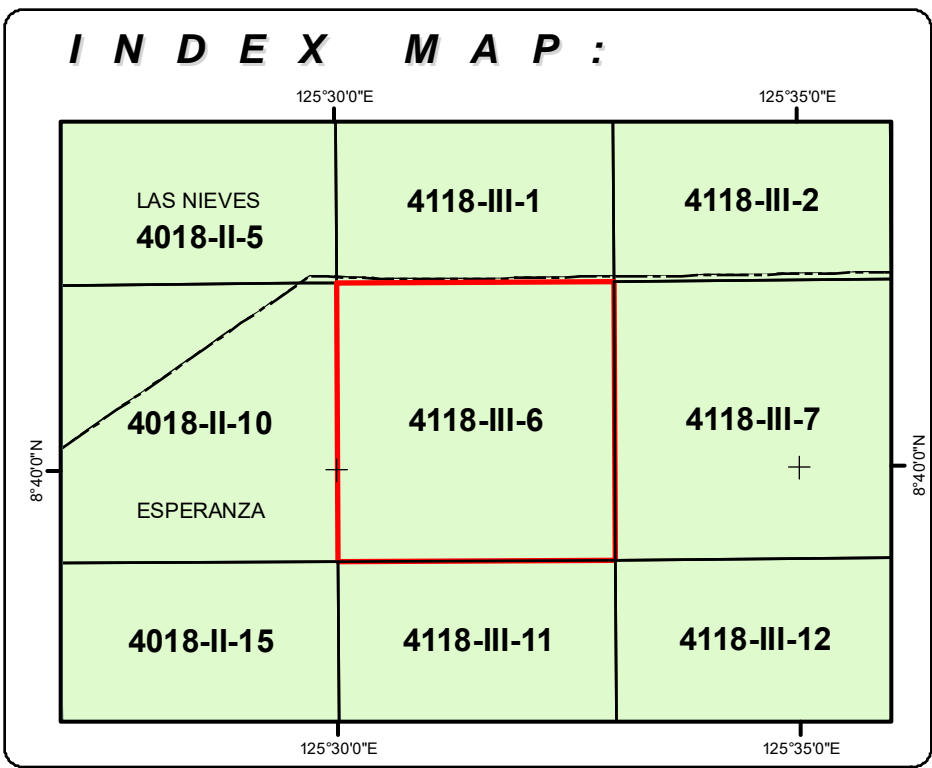 INDEX MAP:
125°30'0"E
125°35'0"E
LAS NIEVES
4018-II-5
4118-III-1
4118-III-2
4018-II-10
4118-III-6
4118-III-7
8°40'0"N
8°40'0"N
ESPERANZA
4018-II-15
4118-III-11
4118-III-12
125°30'0"E
125°35'0"E